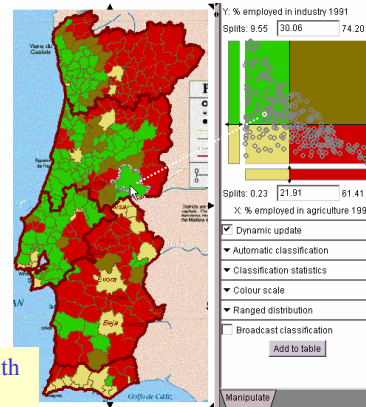 Viana do
Castelo
Evora
Beja
AN
Golfo de Cádiz
th
Y: % employed in industry 1991
Splits: 9.55 30.06 74.20
Splits: 0.23 21.91 61.41
X: % employed in agriculture 199
Dynamic update
Automatic classification
Classification statistics
Colour scale
Ranged distribution
Broadcast classification
Add to table
Manipulate